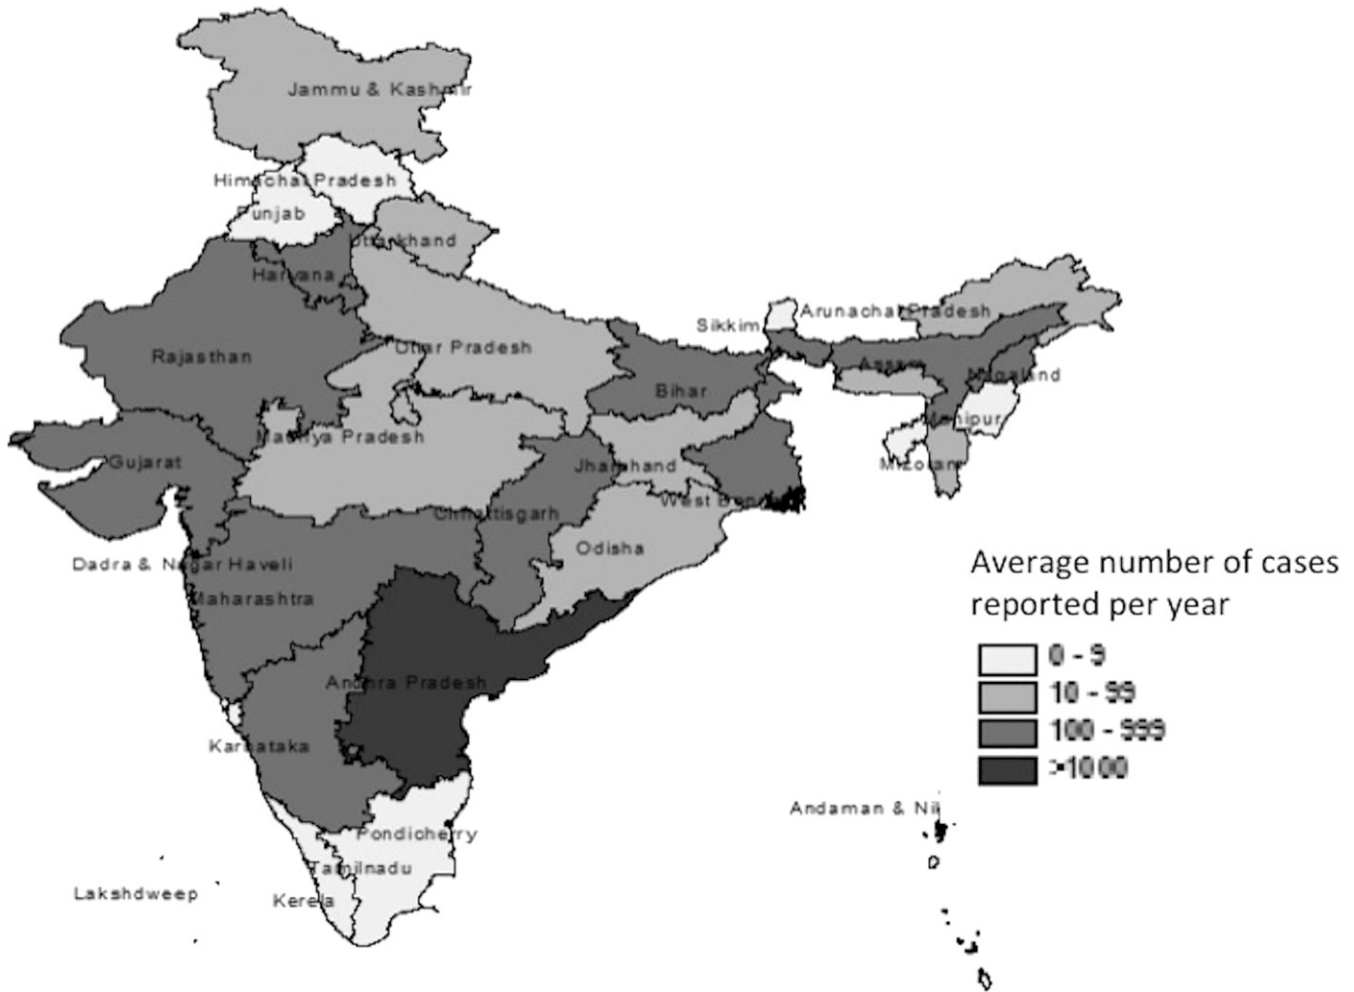 Jammu & Kashmir
Himachal Pradesh
Punjab
Uttarkhand
Haryana
Sikkim
Arunachal Pradesh
Rajasthan
Uttar Pradesh
Assam
Nagaland
Bihar
Manipur
Madhya Pradesh
Gujarat
Jharkhand
Mizoram
West Bengal
Chhattisgarh
Odisha
Dadra & Nagar Haveli
Maharashtra
Average number of cases
reported per year
0 - 9
10 - 99
100 - 999
>1000
Andhra Pradesh
Karnataka
Andaman & Ni
Pondicherry
Tamilnadu
Lakshdweep
Kerela